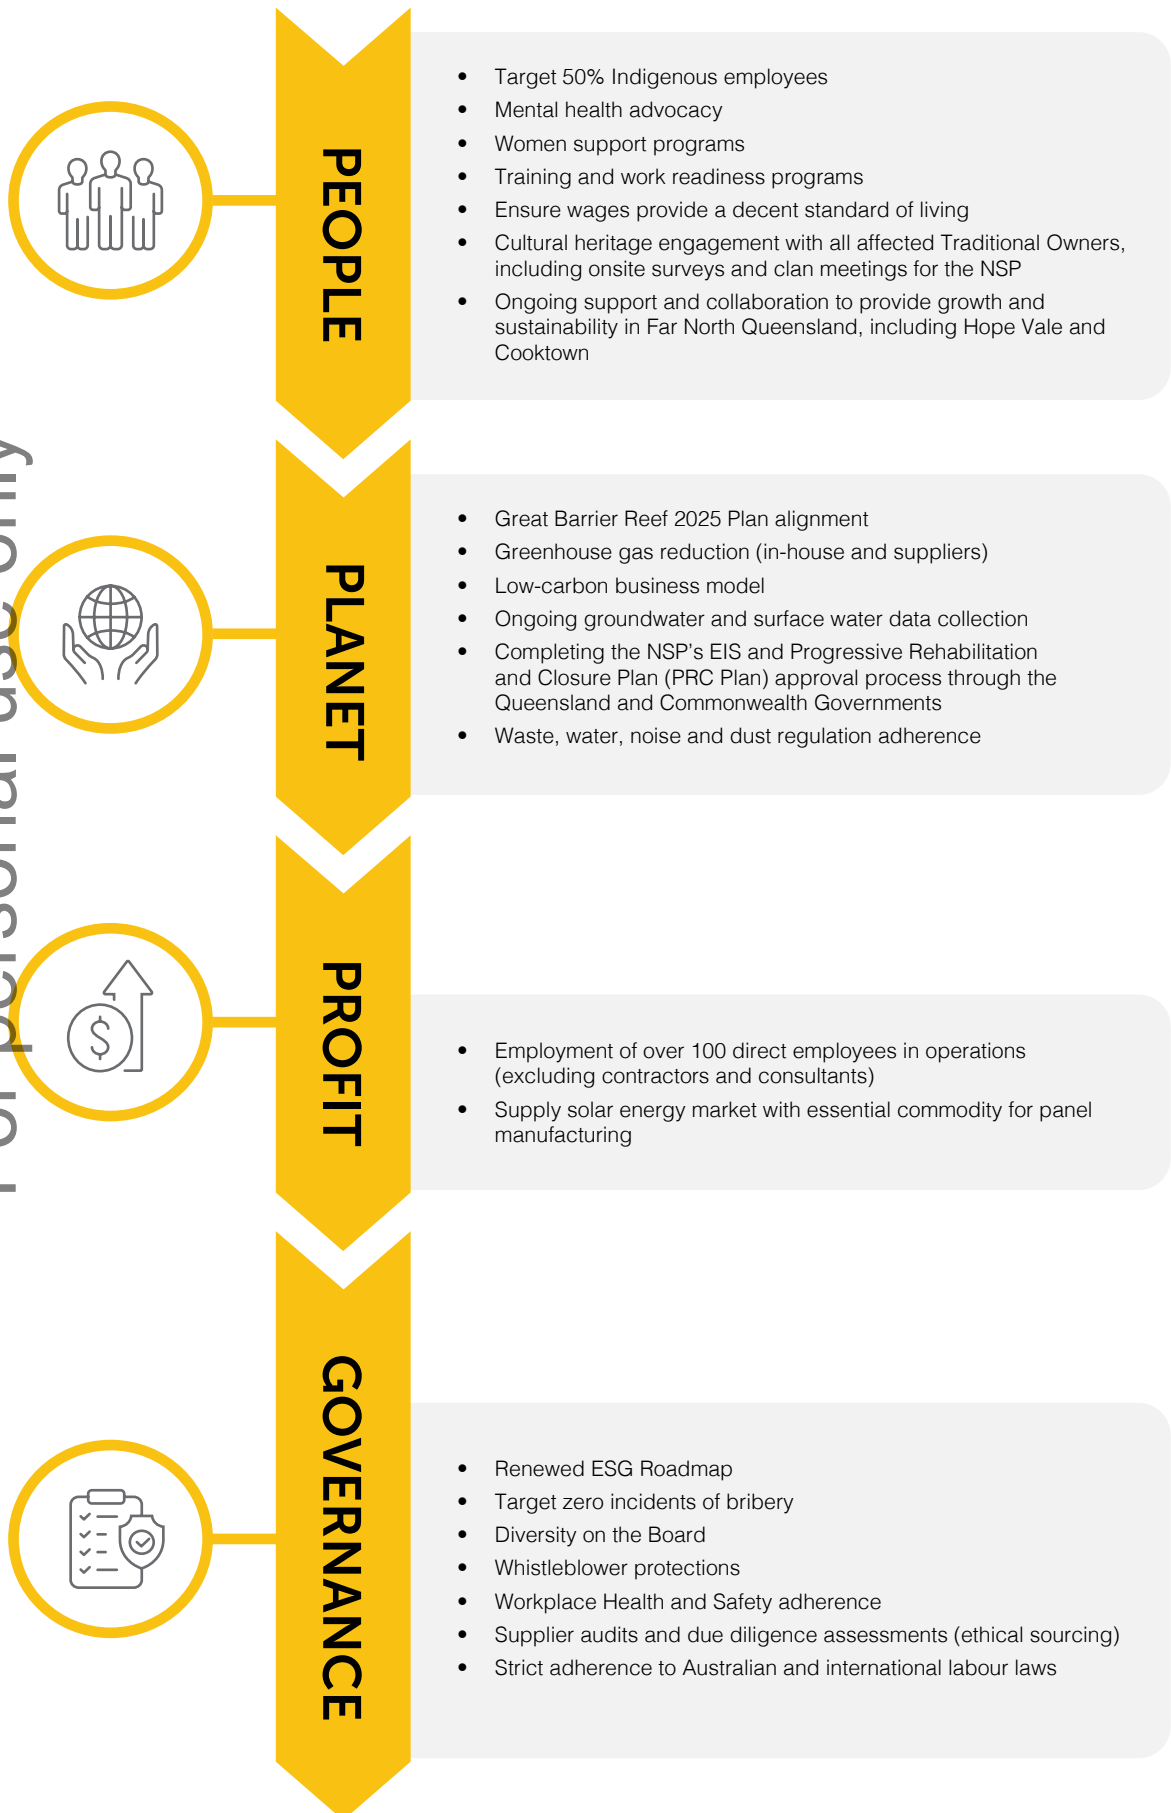 PEOPLE
• Target 50% Indigenous employees
• Mental health advocacy
• Women support programs
• Training and work readiness programs
• Ensure wages provide a decent standard of living
• Cultural heritage engagement with all affected Traditional Owners,
including onsite surveys and clan meetings for the NSP
• Ongoing support and collaboration to provide growth and
sustainability in Far North Queensland, including Hope Vale and
Cooktown
PLANET
• Great Barrier Reef 2025 Plan alignment
• Greenhouse gas reduction (in-house and suppliers)
• Low-carbon business model
• Ongoing groundwater and surface water data collection
• Completing the NSP's EIS and Progressive Rehabilitation
and Closure Plan (PRC Plan) approval process through the
Queensland and Commonwealth Governments
• Waste, water, noise and dust regulation adherence
PROFIT
$
• Employment of over 100 direct employees in operations
(excluding contractors and consultants)
• Supply solar energy market with essential commodity for panel
manufacturing
GOVERNANCE
• Renewed ESG Roadmap
• Target zero incidents of bribery
• Diversity on the Board
• Whistleblower protections
• Workplace Health and Safety adherence
• Supplier audits and due diligence assessments (ethical sourcing)
• Strict adherence to Australian and international labour laws
For personal use only